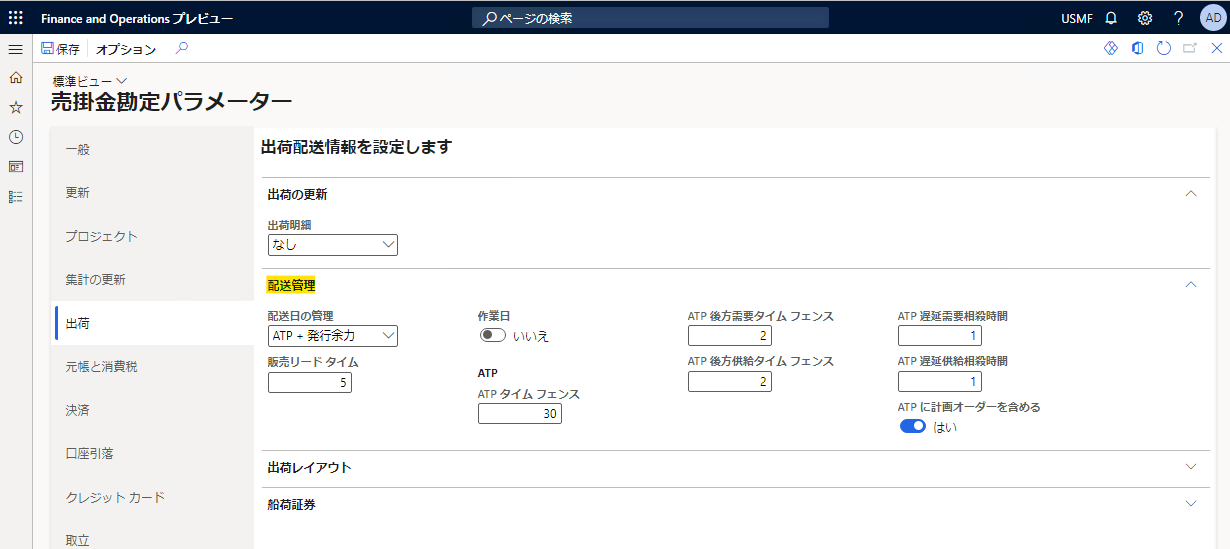 Finance and Operations プレビュー
ページの検索
USMF
AD
保存
オプション
標準ビュー
売掛金勘定パラメーター
一般
更新
プロジェクト
集計の更新
出荷
元帳と消費税
決済
口座引落
クレジット カード
取立
出荷配送情報を設定します
出荷の更新
出荷明細
なし
配送管理
配送日の管理
ATP + 発行余力
販売リード タイム
5
作業日
いいえ
ATP
ATP タイム フェンス
30
ATP 後方需要タイム フェンス
2
ATP 後方供給タイム フェンス
2
ATP 遅延需要相殺時間
1
ATP 遅延供給相殺時間
1
ATP に計画オーダーを含める
はい
出荷レイアウト
船荷証券